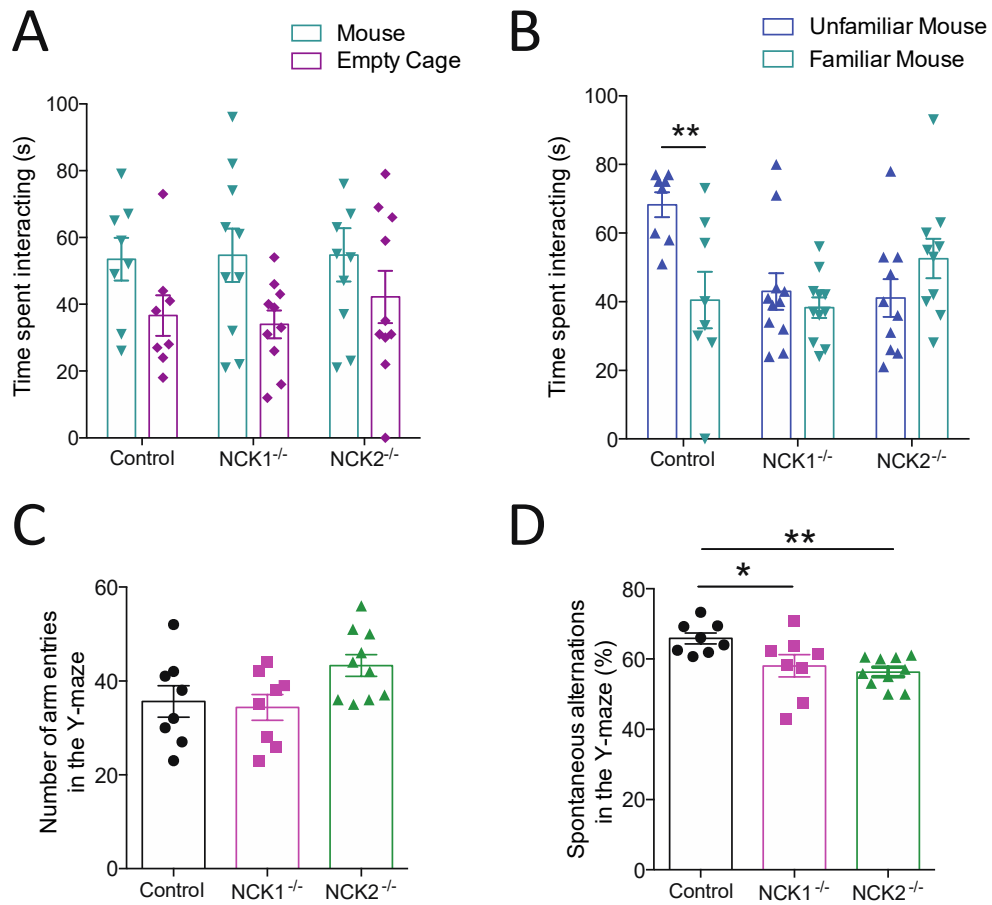 A
Mouse
Empty Cage
Time spent interacting (s)
100
80
60
40
20
0
Control
NCK1-/-
NCK2-/-
B
Unfamiliar Mouse
Familiar Mouse
Time spent interacting (s)
100
80
60
40
20
0
**
Control
NCK1-/-
NCK2-/-
C
Number of arm entries
in the Y-maze
60
40
20
0
Control
NCK1-/-
NCK2-/-
D
Spontaneous alternations
in the Y-maze (%)
80
60
40
20
0
**
*
Control
NCK1-/-
NCK2-/-